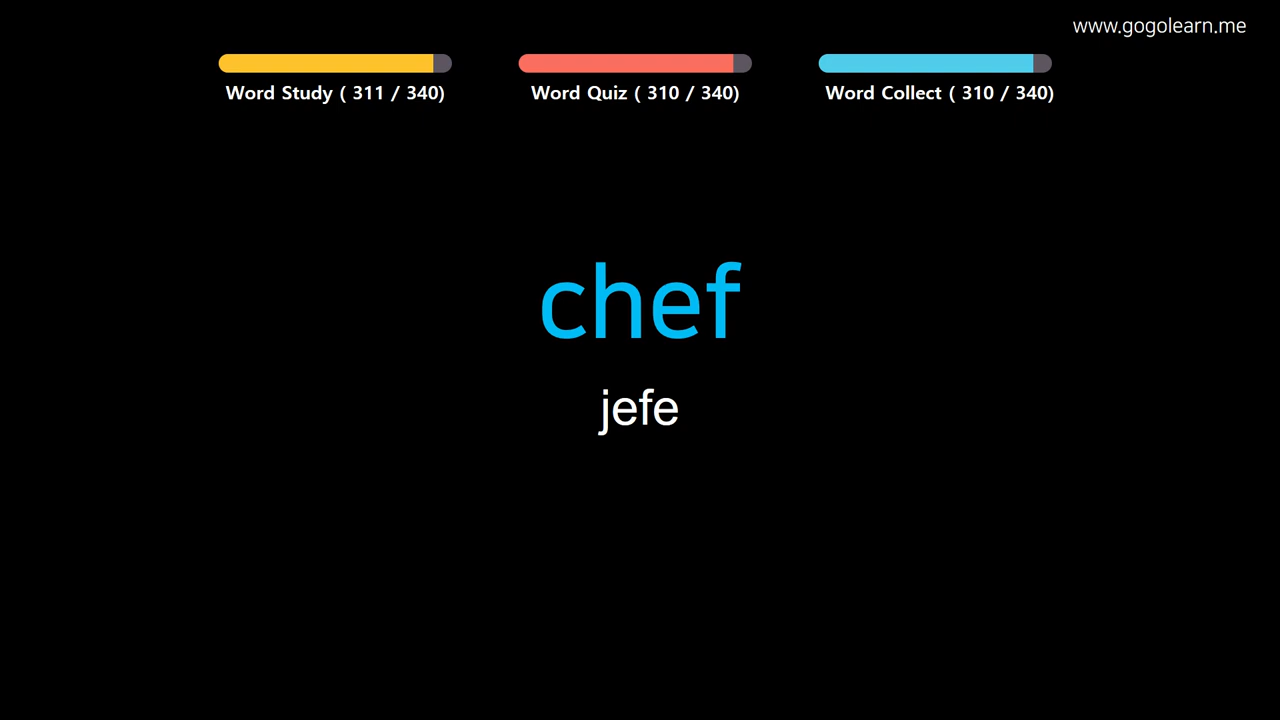 www.gogolearn.me
Word Study ( 311 / 340)
Word Quiz ( 310 / 340)
Word Collect ( 310 / 340)
chef
jefe